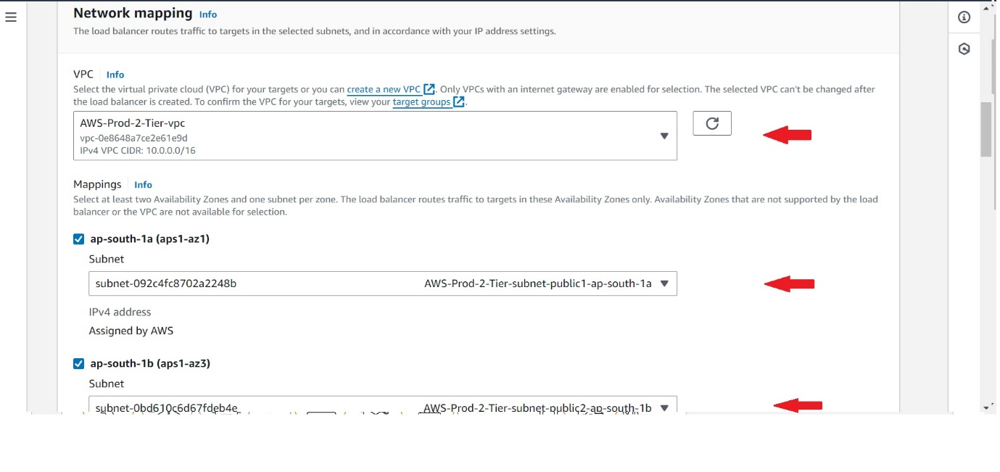 Network mapping Info
The load balancer routes traffic to targets in the selected subnets, and in accordance with your IP address settings.
VPC Info
Select the virtual private cloud (VPC) for your targets or you can create a new VPC. Only VPCs with an internet gateway are enabled for selection. The selected VPC can't be changed after
the load balancer is created. To confirm the VPC for your targets, view your target groups.
AWS-Prod-2-Tier-vpc
vpc-0e8648a7ce2e61e9d
IPv4 VPC CIDR: 10.0.0.0/16
Mappings Info
Select at least two Availability Zones and one subnet per zone. The load balancer routes traffic to targets in these Availability Zones only. Availability Zones that are not supported by the load
balancer or the VPC are not available for selection.
ap-south-1a (aps1-az1)
Subnet
subnet-092c4fc8702a2248b AWS-Prod-2-Tier-subnet-public1-ap-south-1a
IPv4 address
Assigned by AWS
ap-south-1b (aps1-az3)
Subnet
subnet-0bd610c6d67fdeb4e AWS-Prod-2-Tier-subnet-public2-ap-south-1b